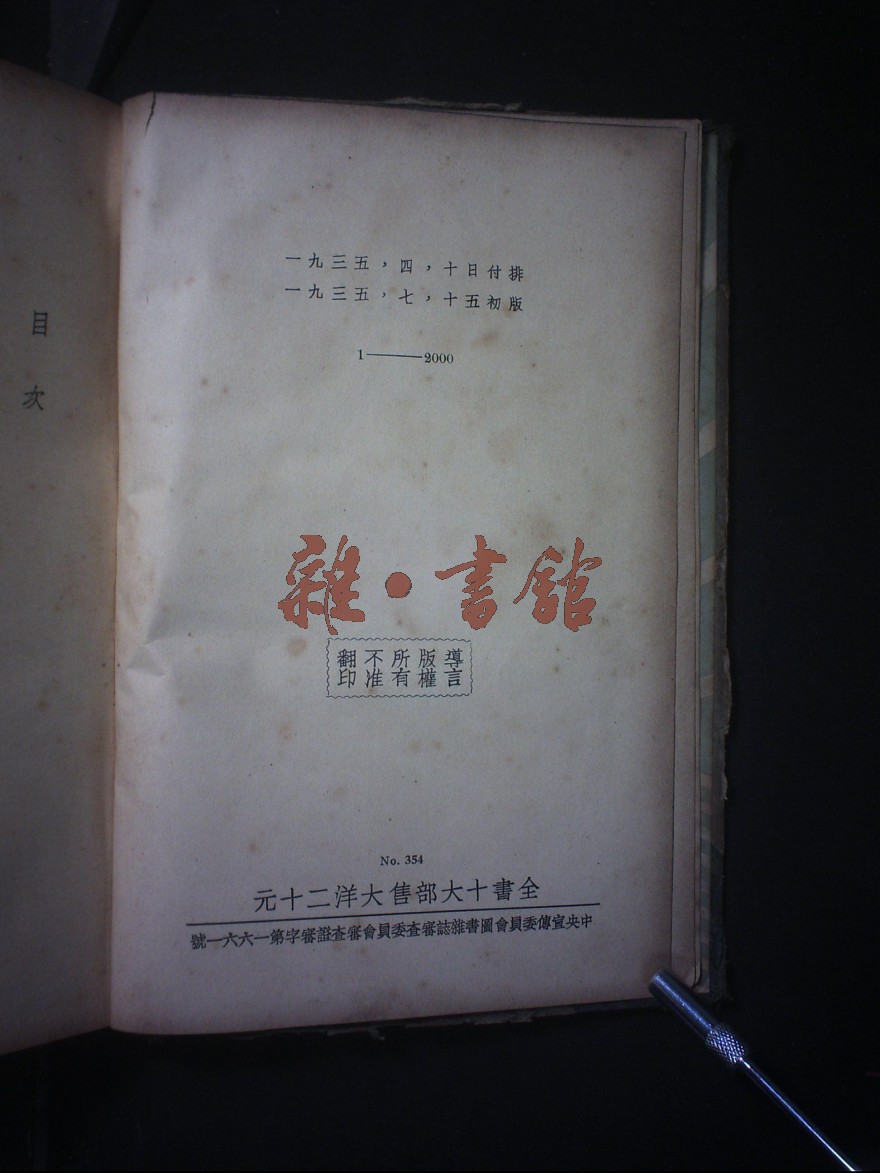 目次
一九三五，四，十日付排
一九三五，七，十五初版
1——2000
雜·書館
導言
版權
所有
不准
翻印
No. 354
全書十大部售大洋二十元
中央宣傳委員會圖書雜誌審查委員會審查證審字第一六六一號